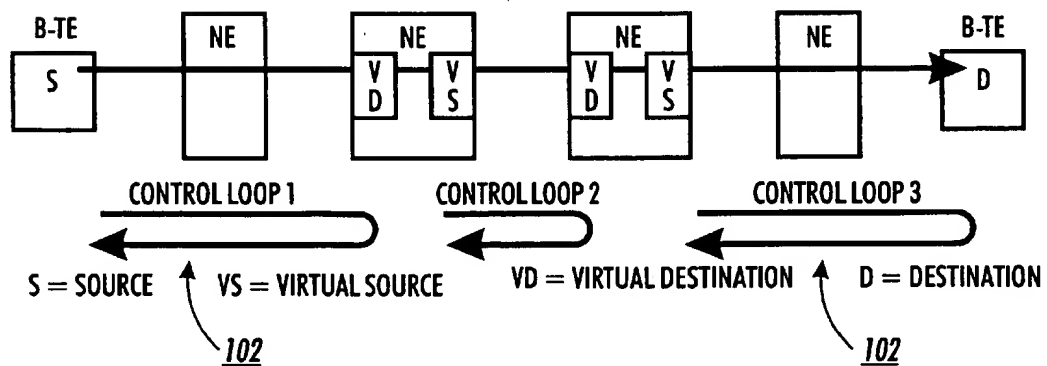 B-TE NE NE NE NE B-TE
S V D V S V D V S D
CONTROL LOOP 1 CONTROL LOOP 2 CONTROL LOOP 3
S = SOURCE VS = VIRTUAL SOURCE VD = VIRTUAL DESTINATION D = DESTINATION
102 102